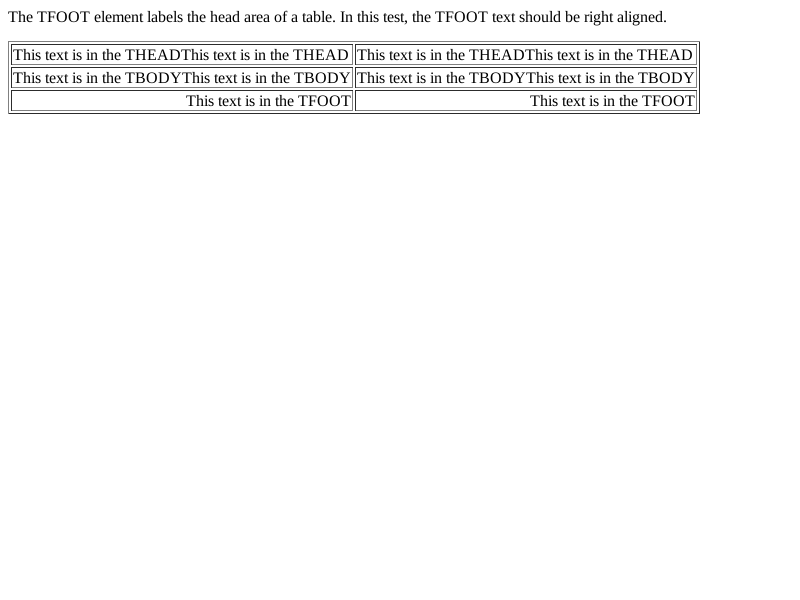 The TFOOT element labels the head area of a table. In this test, the TFOOT text should be right aligned.
This text is in the THEADThis text is in the THEAD This text is in the THEADThis text is in the THEAD
This text is in the TBODYThis text is in the TBODY This text is in the TBODYThis text is in the TBODY
This text is in the TFOOT This text is in the TFOOT